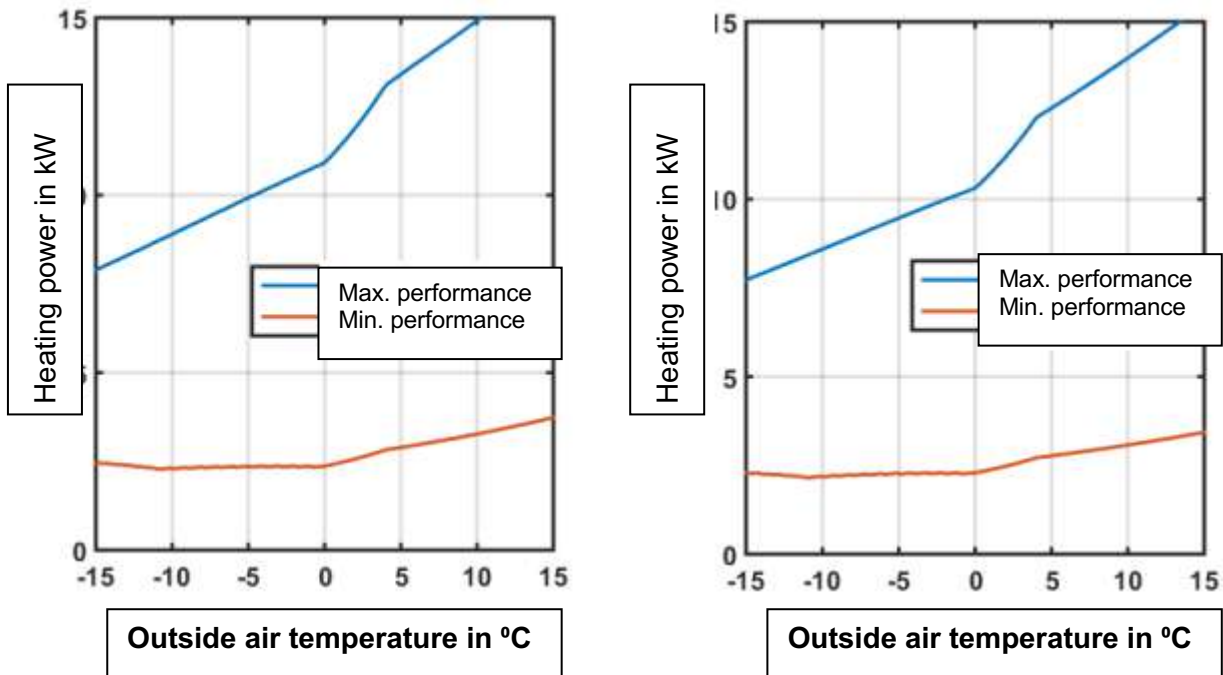 15
0
5
0
-15 -10 -5 0 5 10 15
Heating power in kW
Max. performance
Min. performance
Outside air temperature in ºC
15
10
5
0
-15 -10 -5 0 5 10 15
Heating power in kW
Max. performance
Min. performance
Outside air temperature in ºC